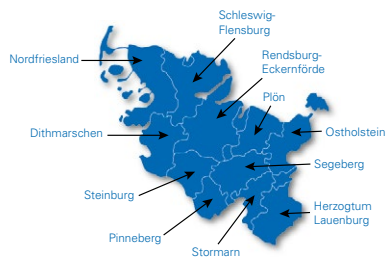 Schleswig-
Flensburg
Nordfriesland
Rendsburg-
Eckernförde
Plön
Dithmarschen
Ostholstein
Segeberg
Steinburg
Herzogtum
Lauenburg
Pinneberg
Stormarn